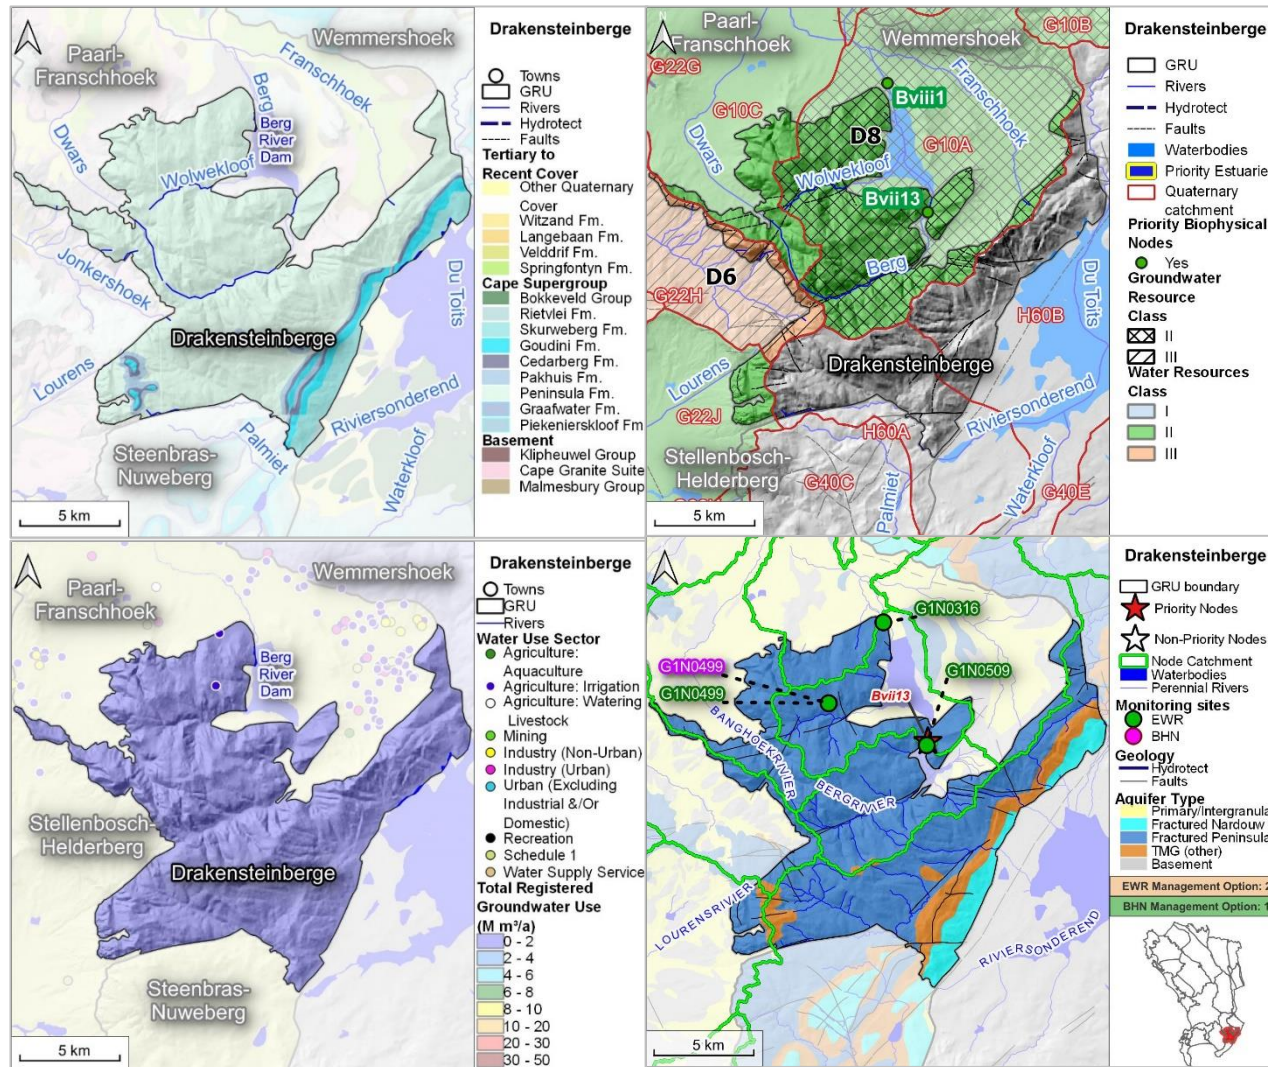 Paarl-
Franschhoek
Wemmershoek
Franschhoek
Berg
Berg
River
Dam
Dwars
Wolwekloof
Jonkershoek
Du Toits
Drakensteinberge
Lourens
Riviersonderend
Palmiet
Steenbras-
Nuweberg
Waterkloof
5 km
Drakensteinberge
Towns
GRU
Rivers
Hydrotect
Faults
Tertiary to
Recent Cover
Other Quaternary
Cover
Witzand Fm.
Langebaan Fm.
Velddrif Fm.
Springfontyn Fm.
Cape Supergroup
Bokkeveld Group
Rietvlei Fm.
Skurweberg Fm.
Goudini Fm.
Cedarberg Fm.
Pakhuis Fm.
Peninsula Fm.
Graafwater Fm.
Piekenierskloof Fm
Basement
Klipheuwel Group
Cape Granite Suite
Malmesbury Group
N
Paarl-
Franschhoek
Wemmershoek
G10B
G22G
Franschhoek
Bviii1
G10C
D8
G10A
Dwars
Wolwekloof
Bvii13
Berg
D6
G22H
Du Toits
H60B
Drakensteinberge
Lourens
Riviersonderend
G22J
H60A
Stellenbosch-
Helderberg
G40C
Palmiet
Waterkloof
G40E
5 km
Drakensteinberge
GRU
Rivers
Hydrotect
Faults
Waterbodies
Priority Estuarie
Quaternary
catchment
Priority Biophysical
Nodes
Yes
Groundwater
Resource
Class
II
III
Water Resources
Class
I
II
III
Paarl-
Franschhoek
Wemmershoek
Berg
River
Dam
Stellenbosch-
Helderberg
Drakensteinberge
Steenbras-
Nuweberg
5 km
Drakensteinberge
Towns
GRU
Rivers
Water Use Sector
Agriculture:
Aquaculture
Agriculture: Irrigation
Agriculture: Watering
Livestock
Mining
Industry (Non-Urban)
Industry (Urban)
Urban (Excluding
Industrial &/Or
Domestic)
Recreation
Schedule 1
Water Supply Service
Total Registered
Groundwater Use
(M m³/a)
0 - 2
2 - 4
4 - 6
6 - 8
8 - 10
10 - 20
20 - 30
30 - 50
G1N0316
G1N0499
G1N0499
G1N0509
Bvii13
BANGHOEKRIVIER
BERGRIVIER
LOURENSRIVIER
RIVIERSONDEREND
5 km
Drakensteinberge
GRU boundary
Priority Nodes
Non-Priority Nodes
Node Catchment
Waterbodies
Perennial Rivers
Monitoring sites
EWR
BHN
Geology
Hydrotect
Faults
Aquifer Type
Primary/Intergranula
Fractured Nardouw
Fractured Peninsula
TMG (other)
Basement
EWR Management Option: 2
BHN Management Option: 1